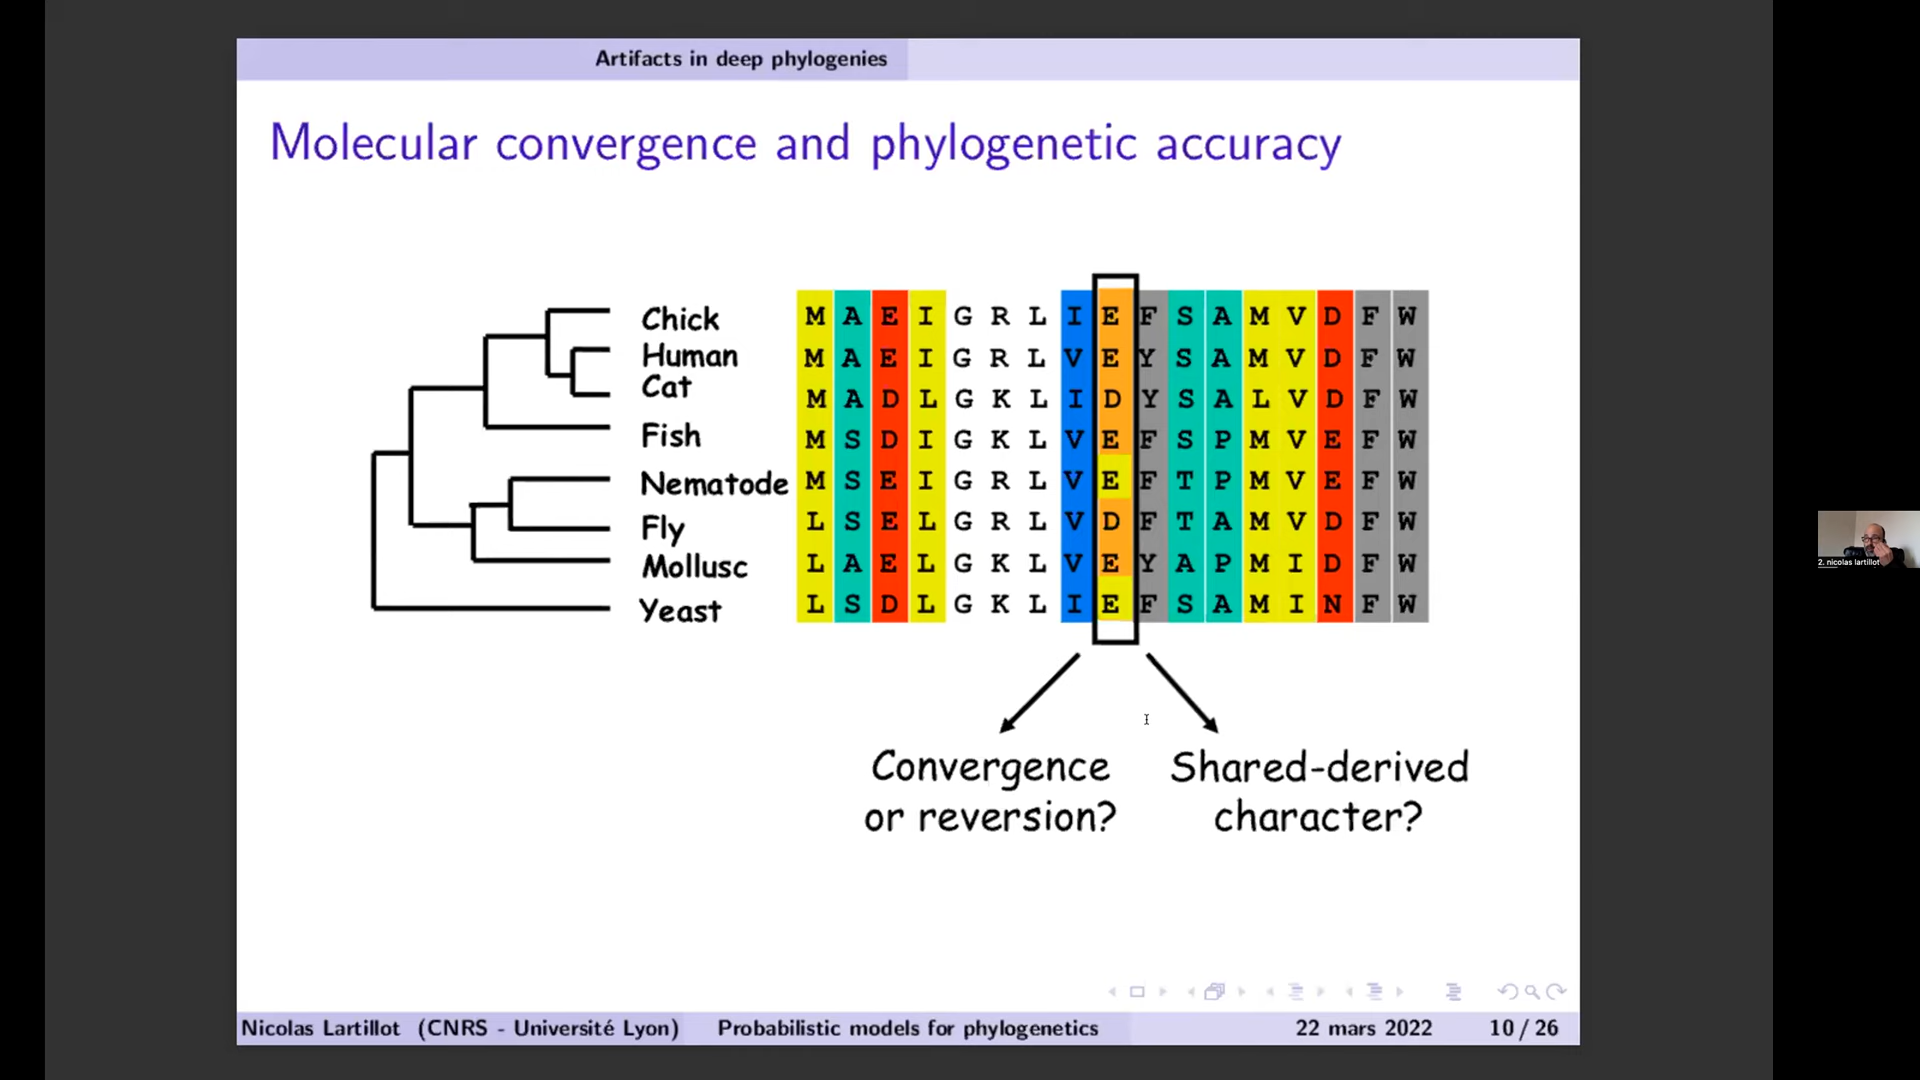 Artifacts in deep phylogenies
Molecular convergence and phylogenetic accuracy
Chick M A E I G R L I E F S A M V D F W
Human M A E I G R L V E Y S A M V D F W
Cat M A D L G K L I D Y S A L V D F W
Fish M S D I G K L V E F S P M V E F W
Nematode M S E I G R L V E F T P M V E F W
Fly L S E L G R L V D F T A M V D F W
Mollusc L A E L G K L V E Y A P M I D F W
Yeast L S D L G K L I E F S A M I N F W
Convergence
or reversion?
Shared-derived
character?
2. nicolas lartillot
Nicolas Lartillot (CNRS - Université Lyon) Probabilistic models for phylogenetics 22 mars 2022 10 / 26